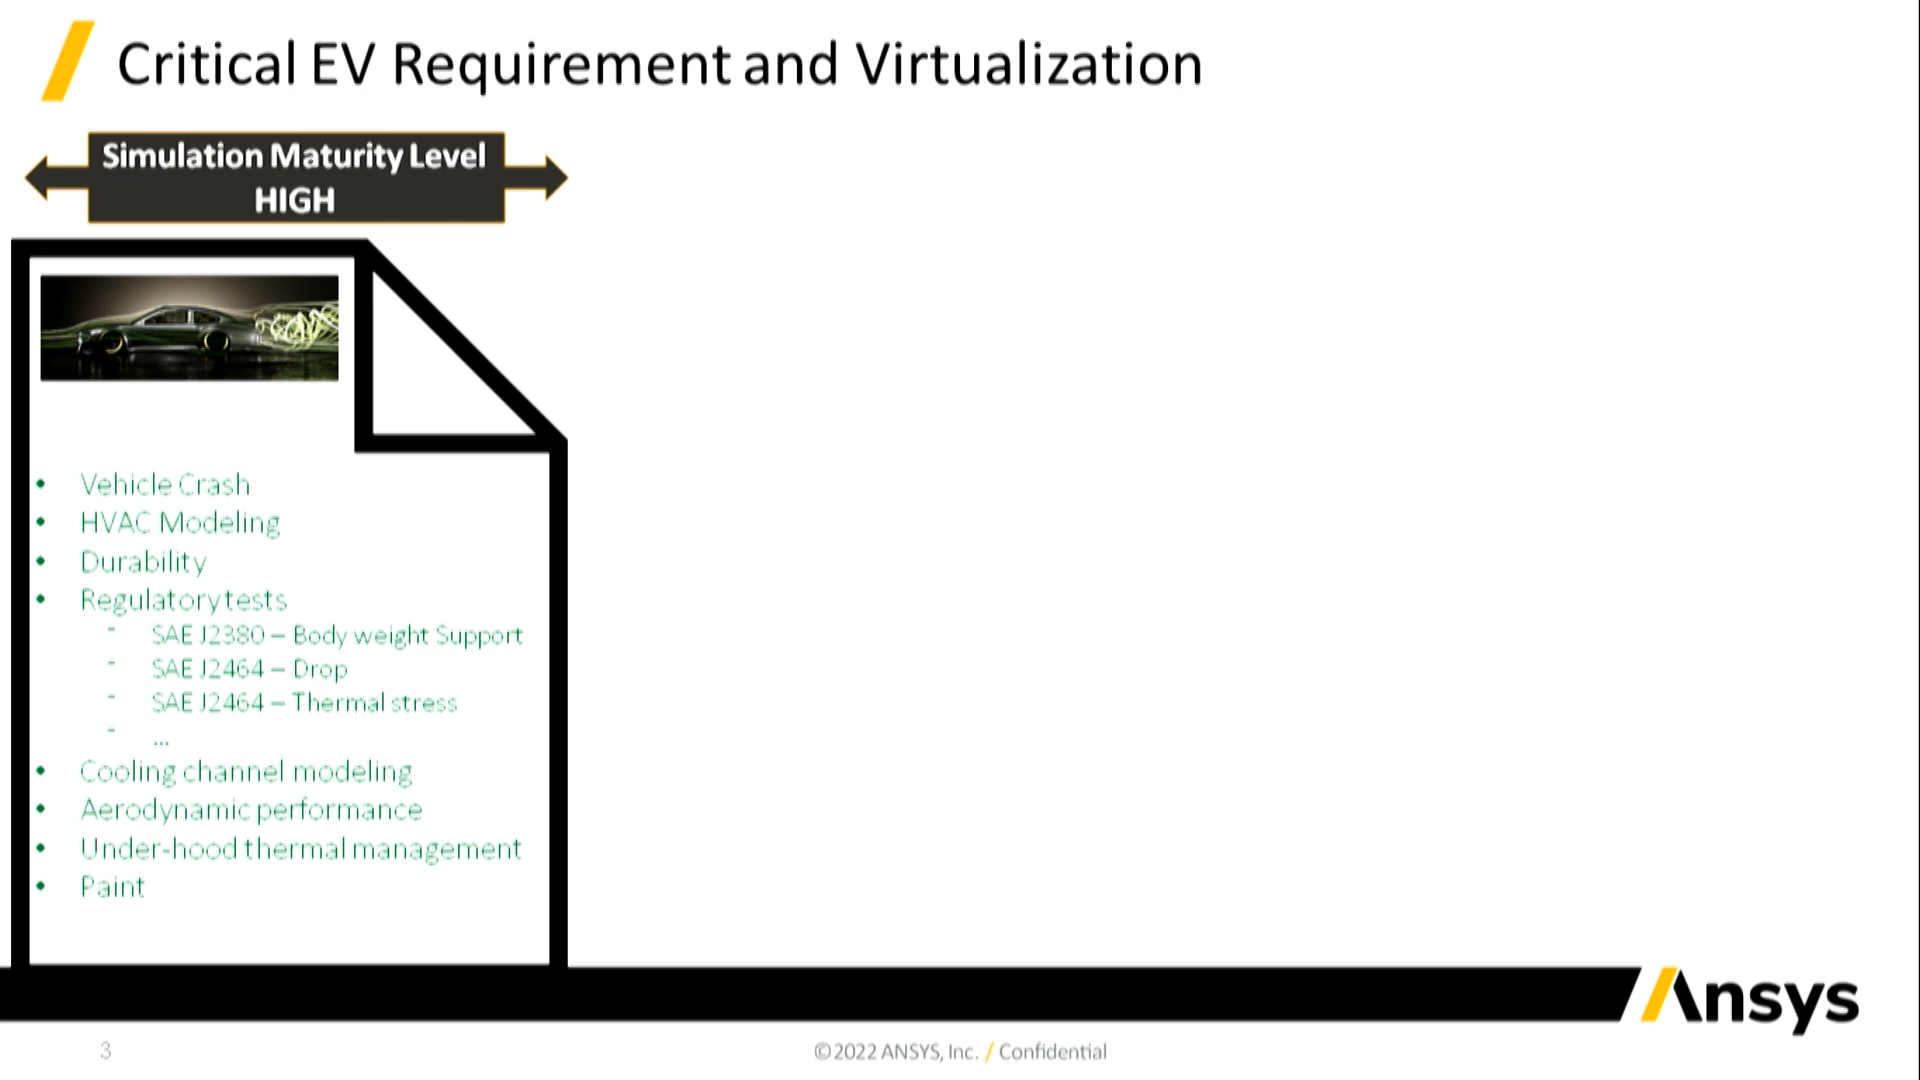 Critical EV Requirement and Virtualization
Simulation Maturity Level
HIGH
• Vehicle Crash
• HVAC Modeling
• Durability
• Regulatory tests
- SAE J2380 – Body weight Support
- SAE J2464 – Drop
- SAE J2464 – Thermal stress
- ...
• Cooling channel modeling
• Aerodynamic performance
• Under-hood thermal management
• Paint
Ansys
3
©2022 ANSYS, Inc. / Confidential